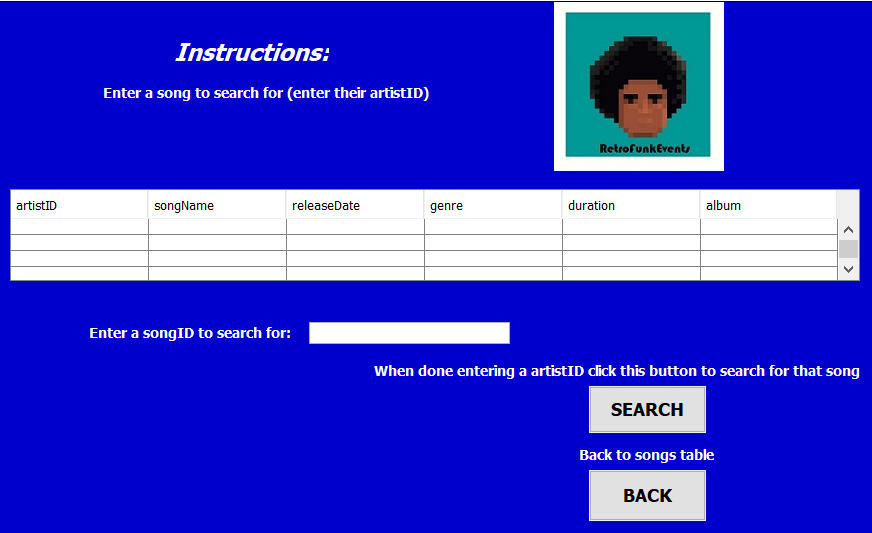 Instructions:
Enter a song to search for (enter their artistID)
RetroFunkEvents
artistID songName releaseDate genre duration album
Enter a songID to search for:
When done entering a artistID click this button to search for that song
SEARCH
Back to songs table
BACK